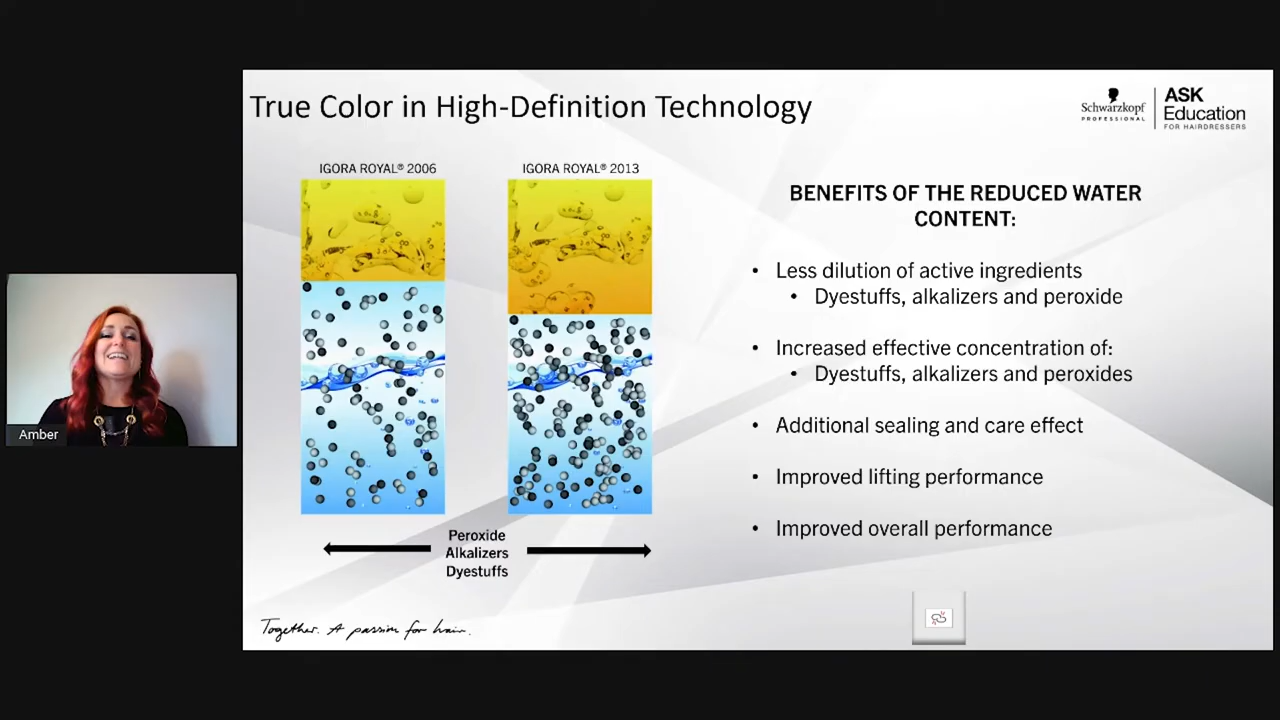 True Color in High-Definition Technology
Schwarzkopf
PROFESSIONAL
ASK
Education
FOR HAIRDRESSERS
IGORA ROYAL® 2006
IGORA ROYAL® 2013
BENEFITS OF THE REDUCED WATER
CONTENT:
• Less dilution of active ingredients
• Dyestuffs, alkalizers and peroxide
• Increased effective concentration of:
• Dyestuffs, alkalizers and peroxides
• Additional sealing and care effect
• Improved lifting performance
• Improved overall performance
Peroxide
Alkalizers
Dyestuffs
Together. A passion for hair.
Amber